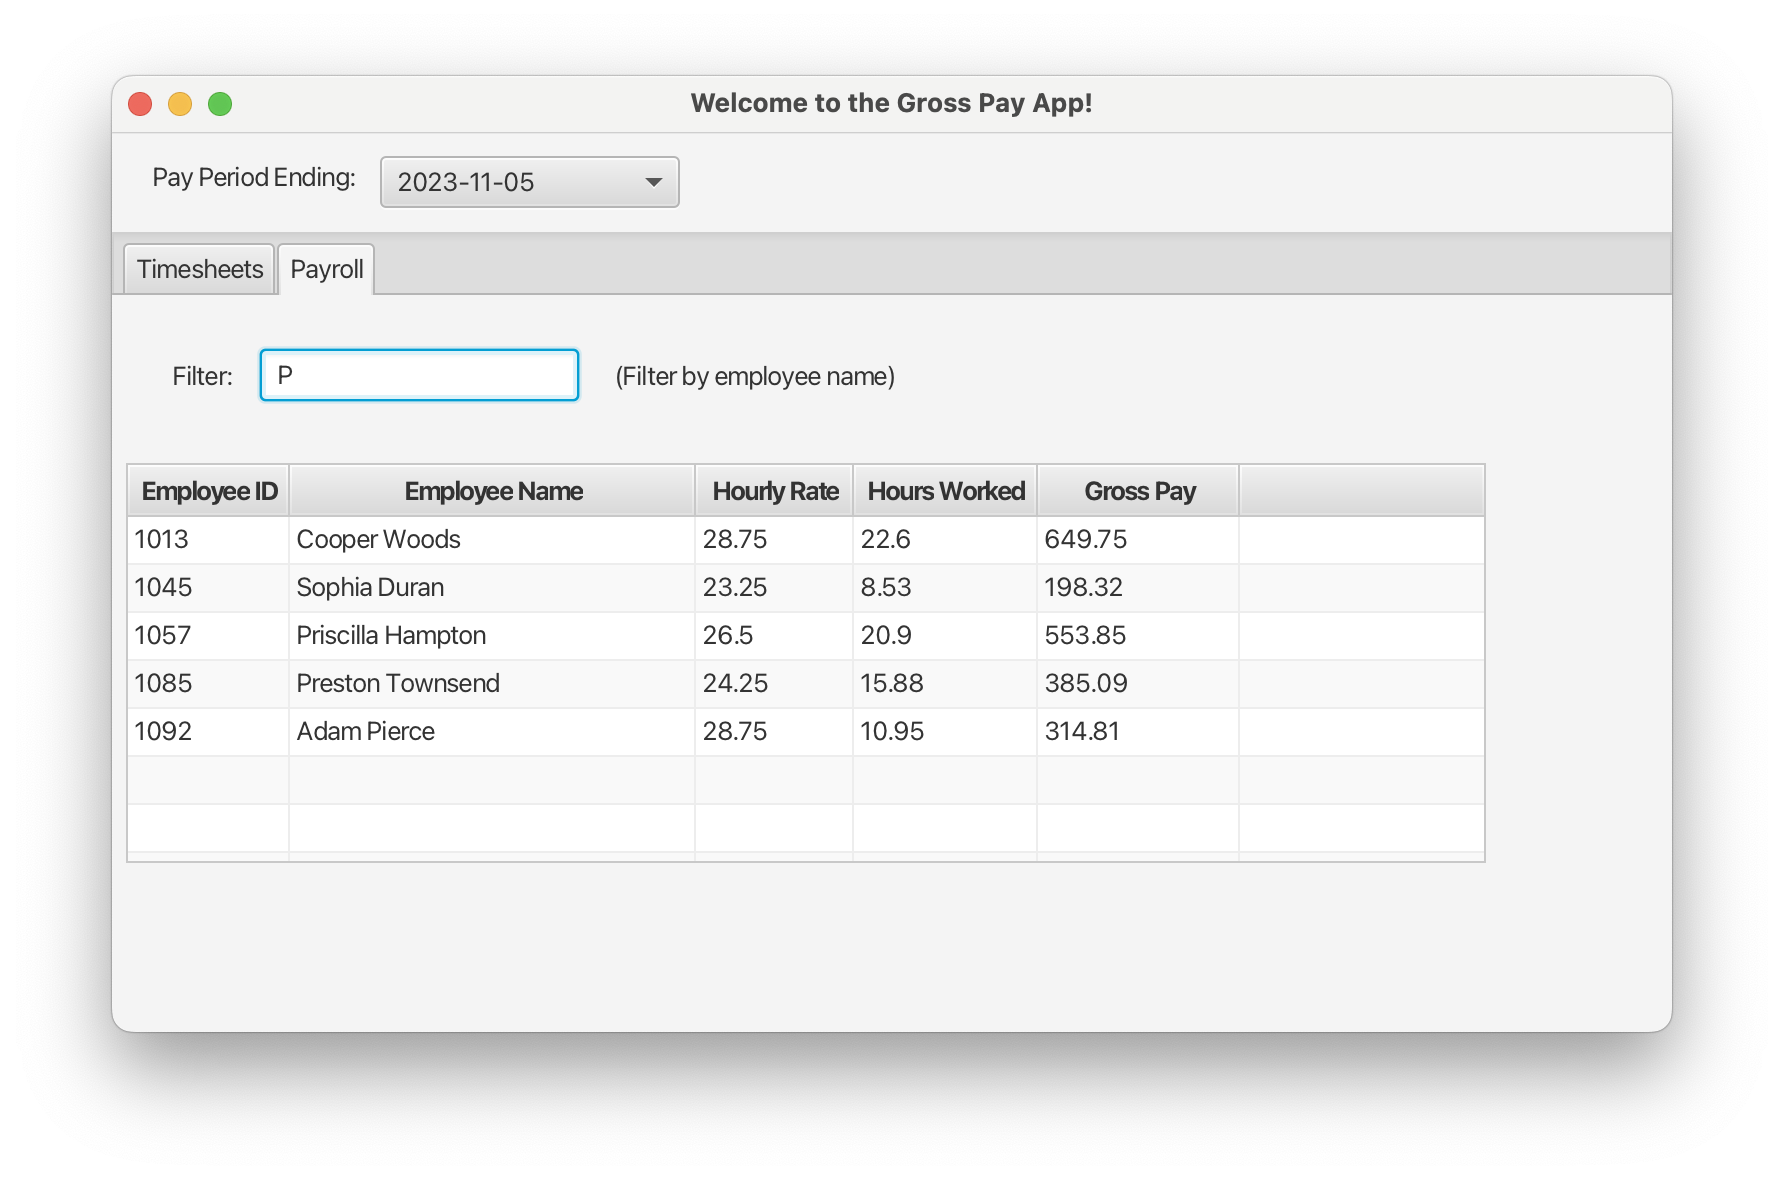 Welcome to the Gross Pay App!
Pay Period Ending: 2023-11-05
Timesheets Payroll
Filter: P (Filter by employee name)
Employee ID Employee Name Hourly Rate Hours Worked Gross Pay
1013 Cooper Woods 28.75 22.6 649.75
1045 Sophia Duran 23.25 8.53 198.32
1057 Priscilla Hampton 26.5 20.9 553.85
1085 Preston Townsend 24.25 15.88 385.09
1092 Adam Pierce 28.75 10.95 314.81